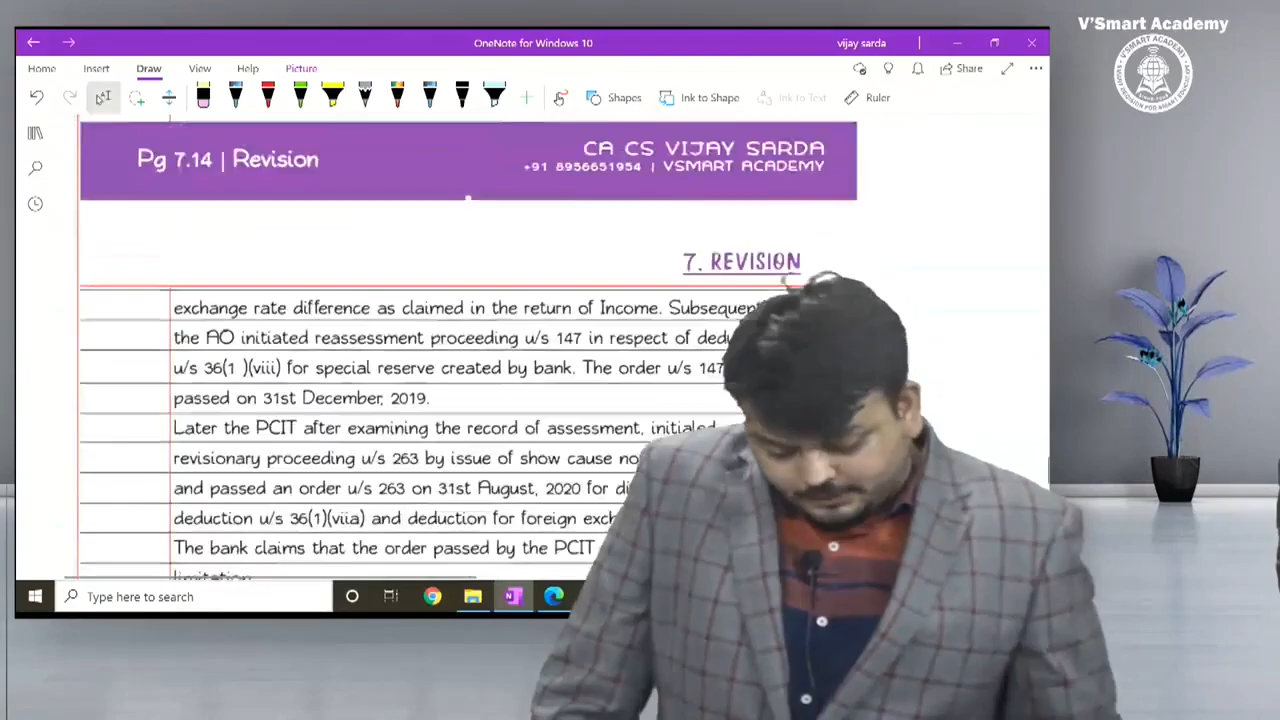 V'Smart Academy
OneNote for Windows 10
vijay sarda
Home Insert Draw View Help Picture
Share
Shapes Ink to Shape Ink to Text Ruler
Pg 7.14 | Revision
CA CS VIJAY SARDA
+91 8956651954 | VSMART ACADEMY
7. REVISION
exchange rate difference as claimed in the return of Income.
the AO initiated reassessment proceeding u/s 147 in respect of
u/s 36(1 )(viii) for special reserve created by bank. The order u/s 147
passed on 31st December, 2019.
Later the PCIT after examining the record of assessment,
revisionary proceeding u/s 263 by issue of show cause
and passed an order u/s 263 on 31st August, 2020 for
deduction u/s 36(1)(viia) and deduction for foreign
The bank claims that the order passed by the PCIT
limitation
Type here to search